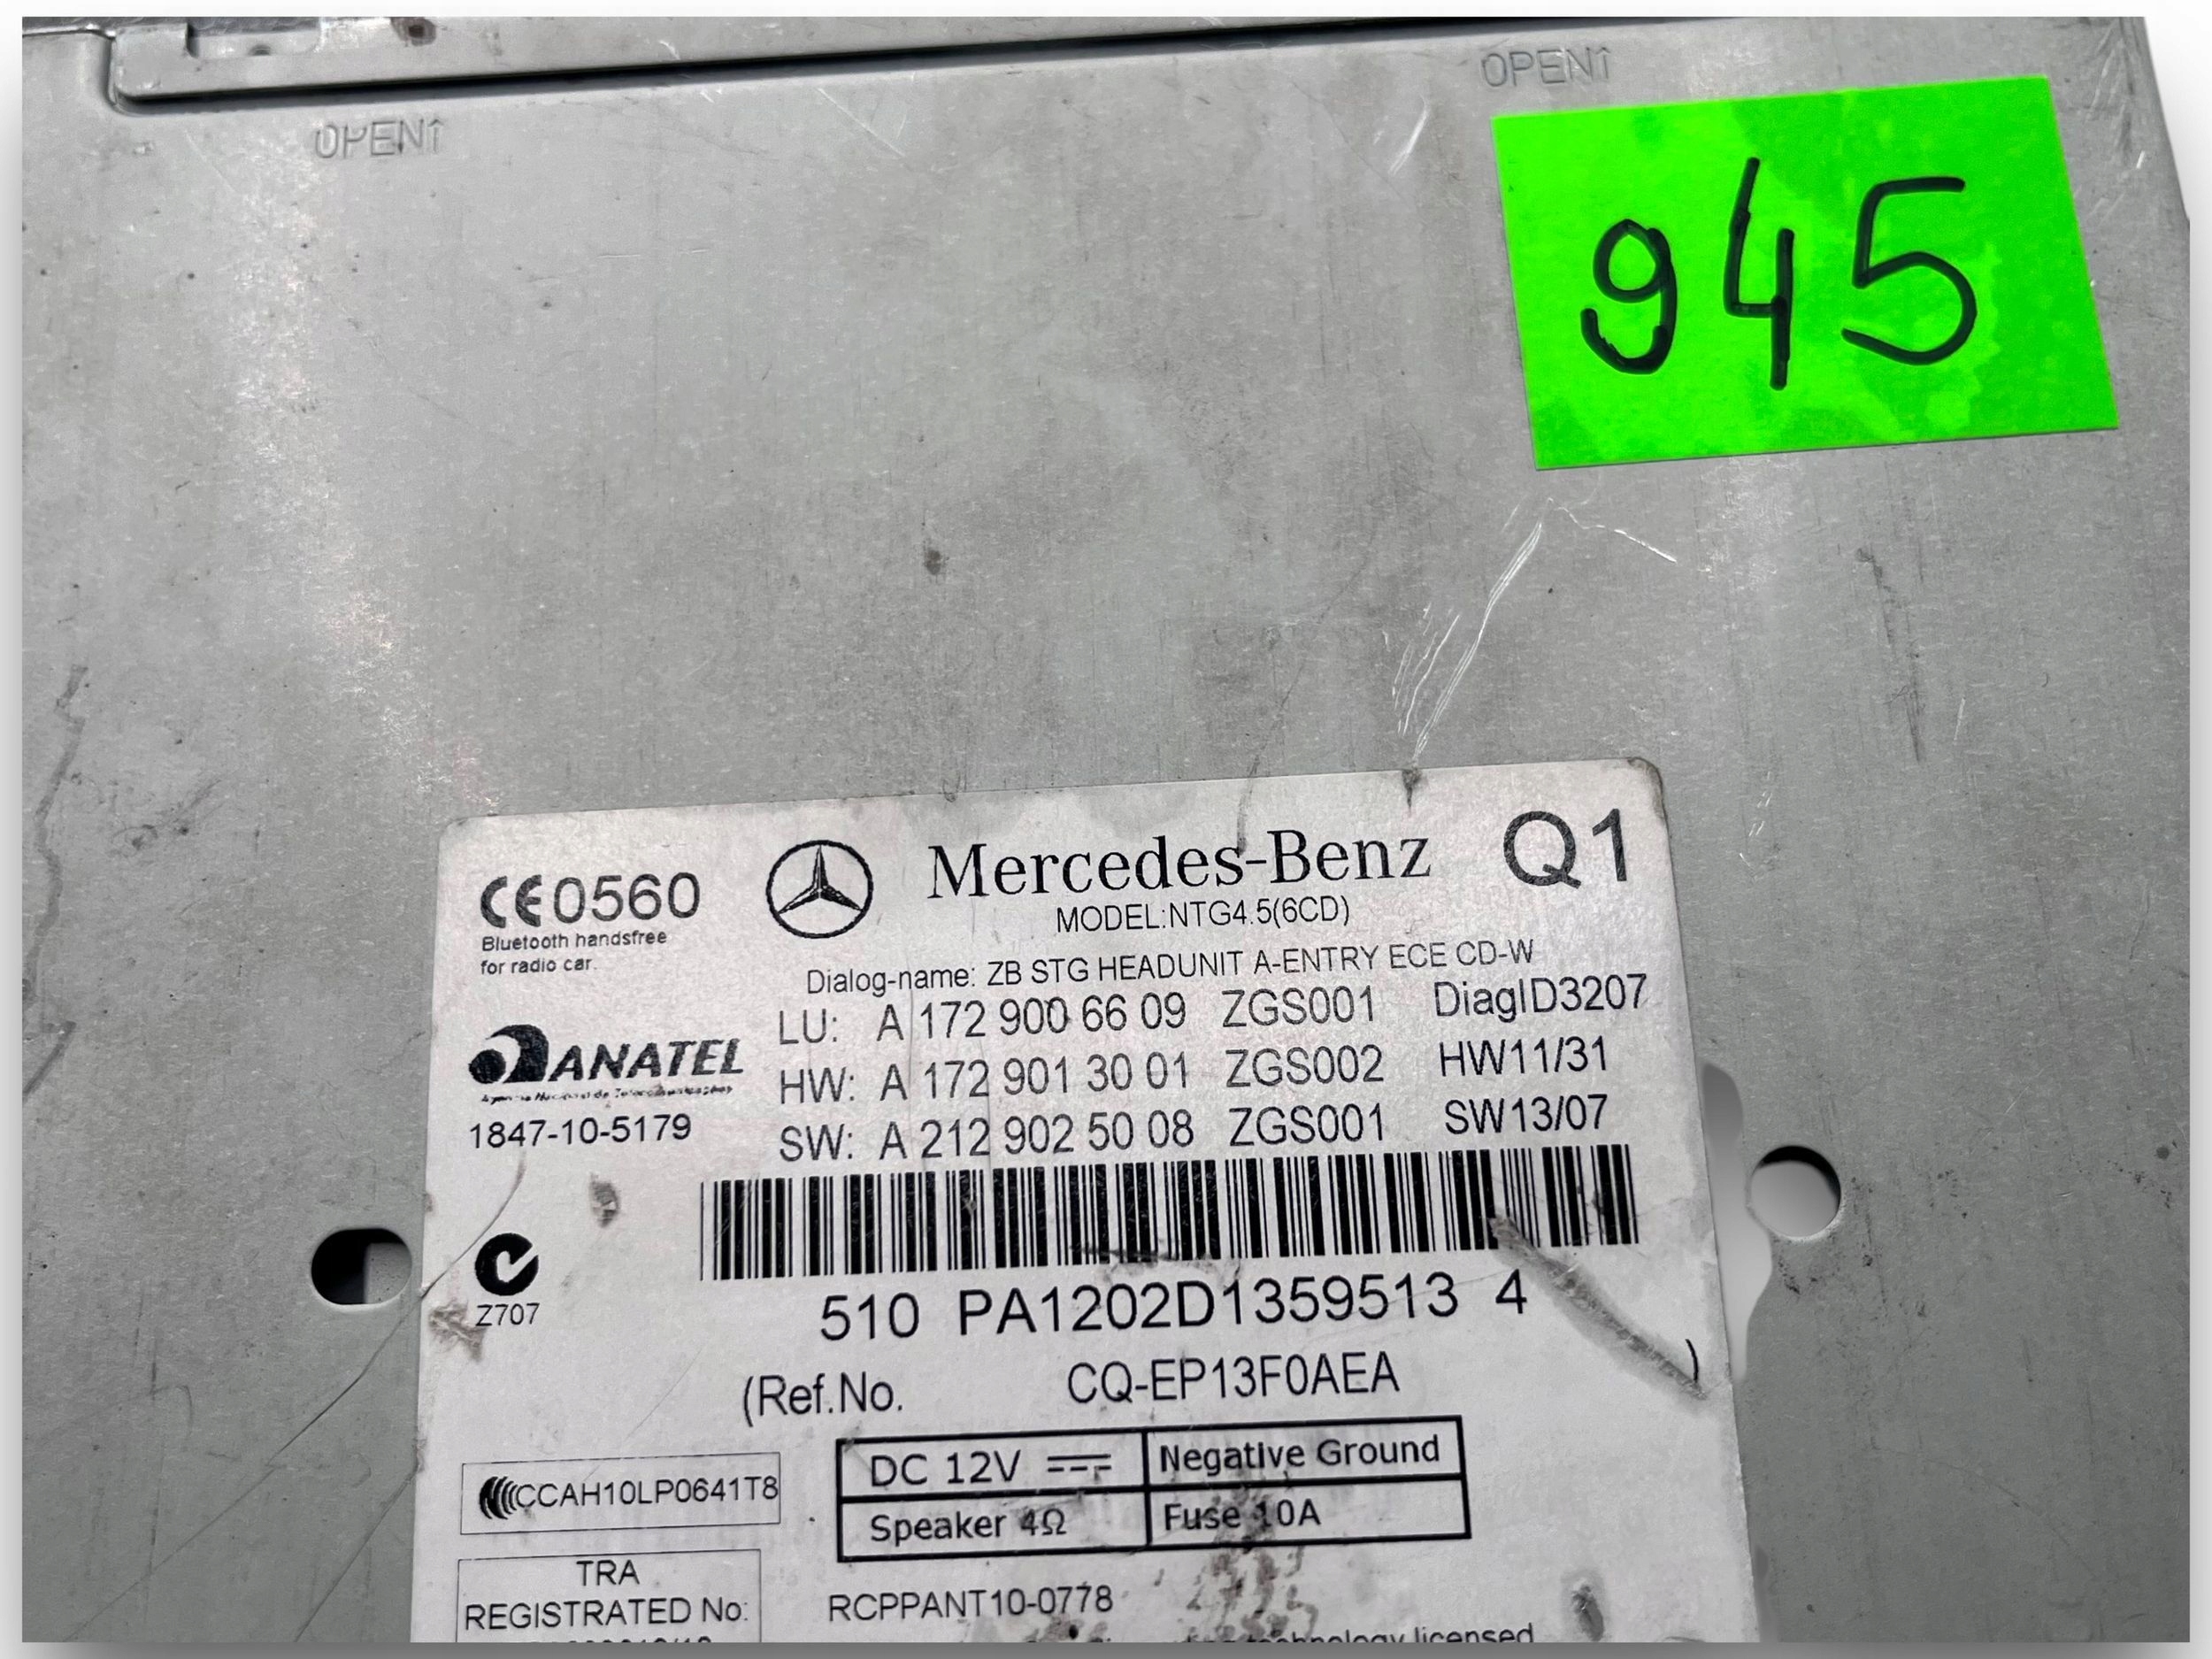 OPEN↑
OPEN↑
945
CE0560
Bluetooth handsfree
for radio car.
Mercedes-Benz
Q1
MODEL:NTG4.5(6CD)
Dialog-name: ZB STG HEADUNIT A-ENTRY ECE CD-W
LU: A 172 900 66 09 ZGS001 DiagID3207
HW: A 172 901 30 01 ZGS002 HW11/31
SW: A 212 902 50 08 ZGS001 SW13/07
ANATEL
1847-10-5179
Z707
510 PA1202D1359513 4
(Ref.No. CQ-EP13F0AEA )
CCAH10LP0641T8
DC 12V Negative Ground
Speaker 4Ω Fuse 10A
TRA
REGISTRATED No:
RCPPANT10-0778
technology licensed